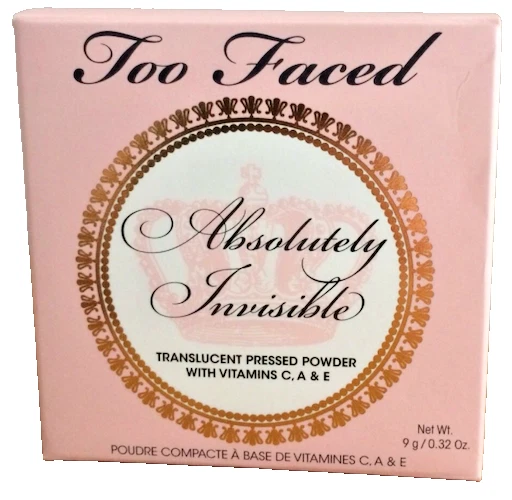 Too Faced
Absolutely
Invisible
TRANSLUCENT PRESSED POWDER
WITH VITAMINS C, A & E
Net Wt.
9 g / 0.32 Oz.
POUDRE COMPACTE À BASE DE VITAMINES C, A & E